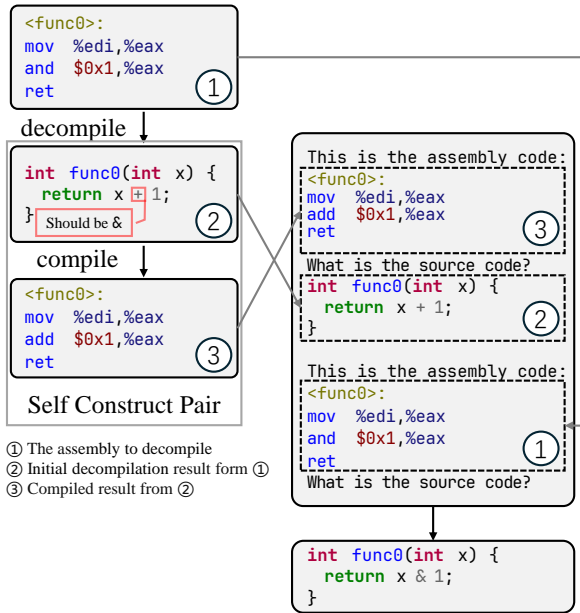 <func0>:
mov %edi,%eax
and $0x1,%eax
ret
①
decompile
int func0(int x) {
return x + 1;
}
Should be &
②
compile
<func0>:
mov %edi,%eax
add $0x1,%eax
ret
③
Self Construct Pair
① The assembly to decompile
② Initial decompilation result form ①
③ Compiled result from ②
This is the assembly code:
<func0>:
mov %edi,%eax
add $0x1,%eax
ret
③
What is the source code?
int func0(int x) {
return x + 1;
}
②
This is the assembly code:
<func0>:
mov %edi,%eax
and $0x1,%eax
ret
①
What is the source code?
int func0(int x) {
return x & 1;
}